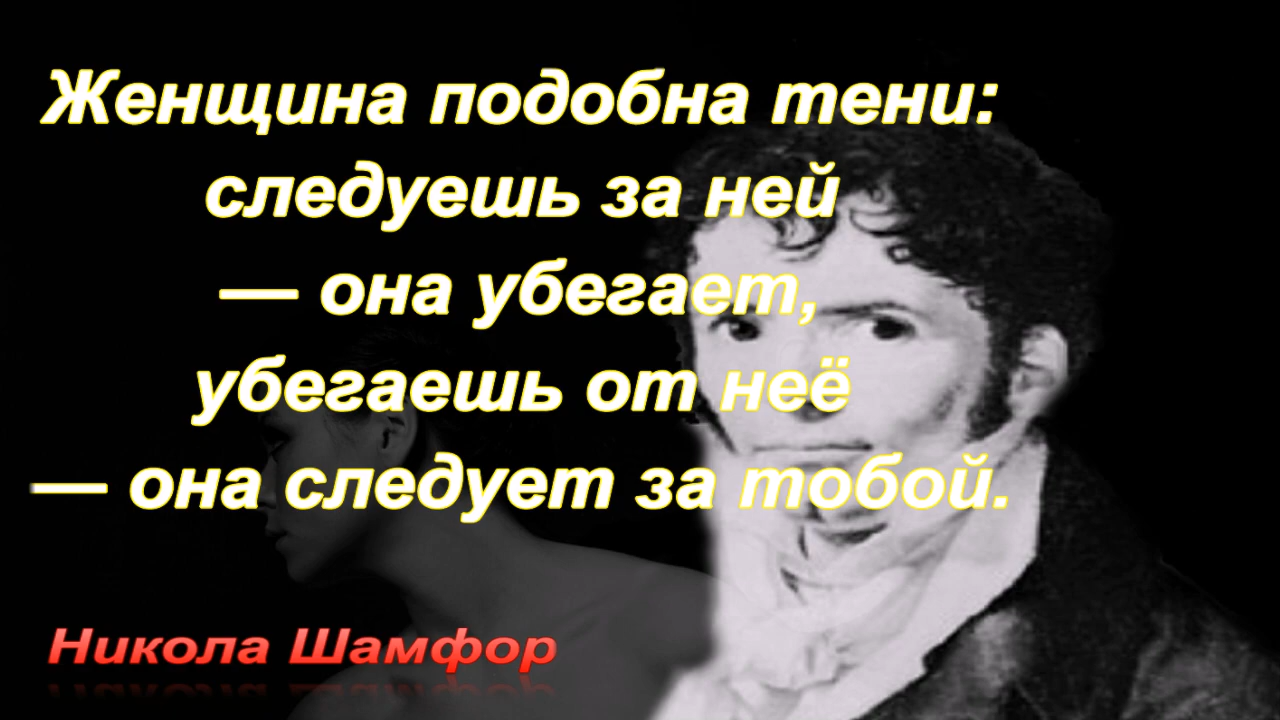 Женщина подобна тени:
следуешь за ней
— она убегает,
убегаешь от неё
— она следует за тобой.
Никола Шамфор